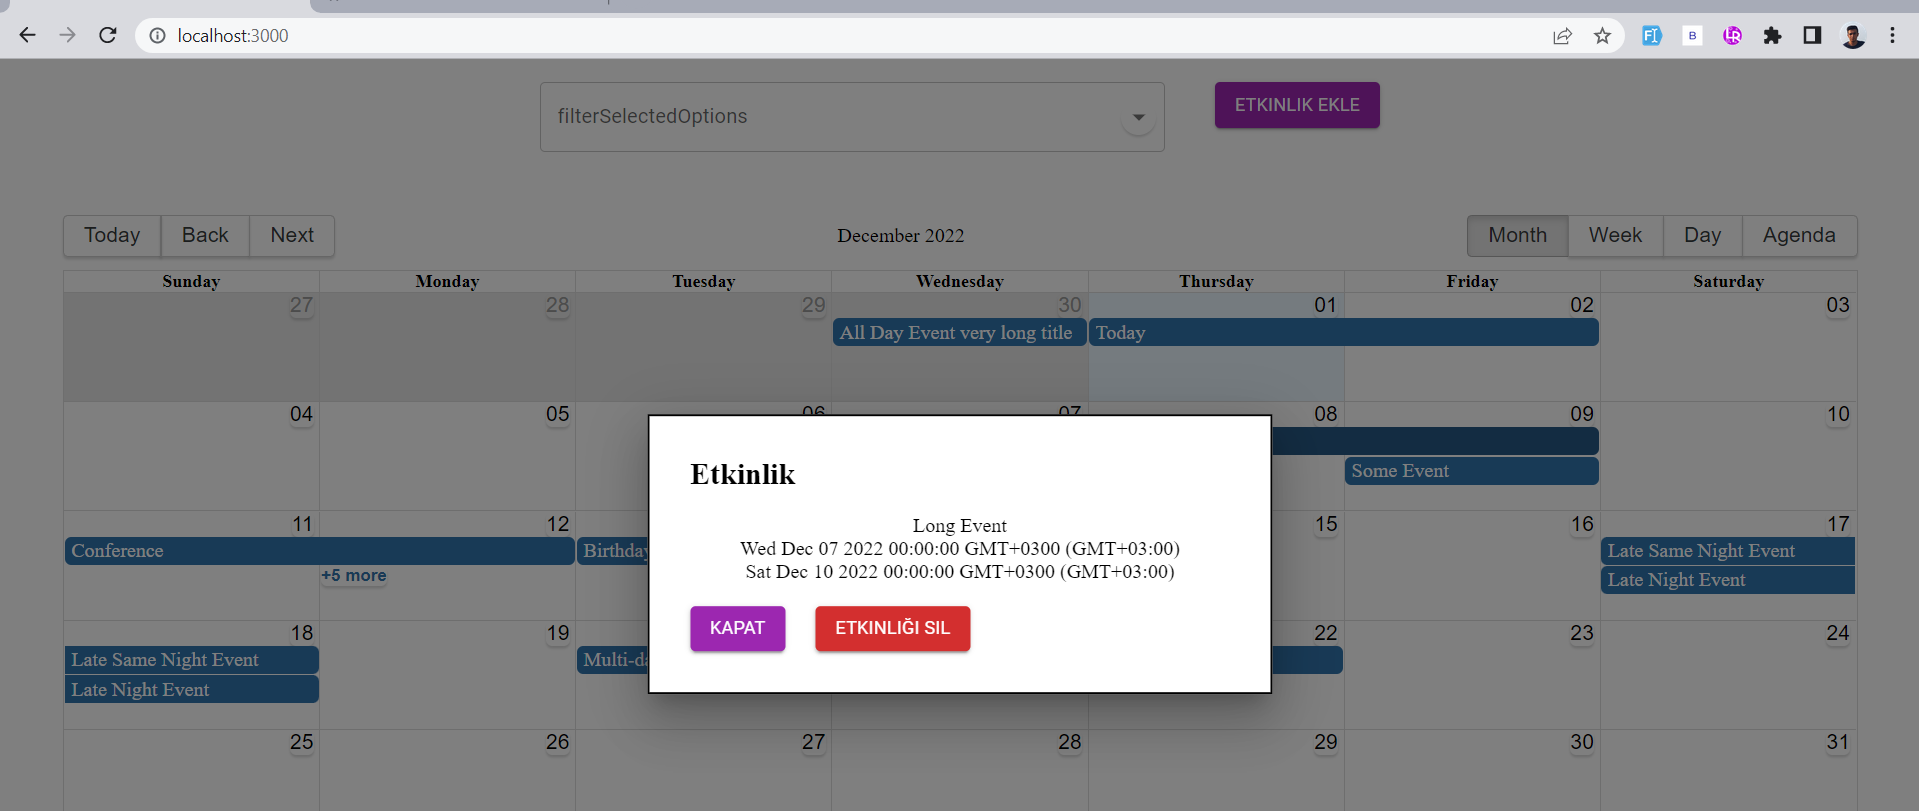 localhost:3000
filterSelectedOptions
ETKINLIK EKLE
Today Back Next
December 2022
Month Week Day Agenda
Sunday Monday Tuesday Wednesday Thursday Friday Saturday
27 28 29 30 01 02 03
All Day Event very long title Today
04 05 06 07 08 09 10
Some Event
Etkinlik
Long Event
Wed Dec 07 2022 00:00:00 GMT+0300 (GMT+03:00)
Sat Dec 10 2022 00:00:00 GMT+0300 (GMT+03:00)
KAPAT ETKINLIĞI SIL
11 12 15 16 17
Conference Birthday Late Same Night Event
+5 more Late Night Event
18 19 22 23 24
Late Same Night Event Multi-da
Late Night Event
25 26 27 28 29 30 31